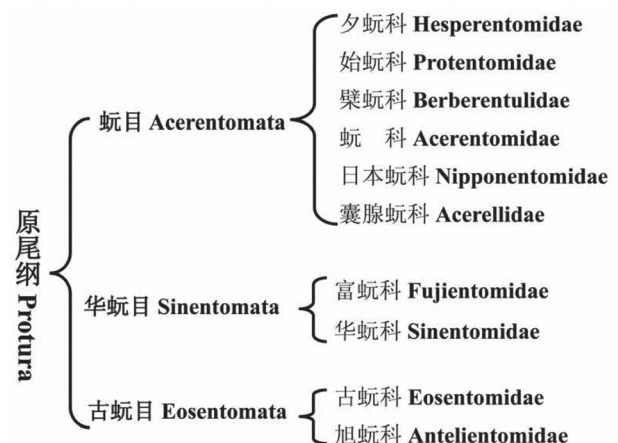 原尾纲 Protura
蚖目 Acerentomata
夕蚖科 Hesperentomidae
始蚖科 Protentomidae
檗蚖科 Berberentulidae
蚖 科 Acerentomidae
日本蚖科 Nipponentomidae
囊腺蚖科 Acerellidae
华蚖目 Sinentomata
富蚖科 Fujientomidae
华蚖科 Sinentomidae
古蚖目 Eosentomata
古蚖科 Eosentomidae
旭蚖科 Antelientomidae